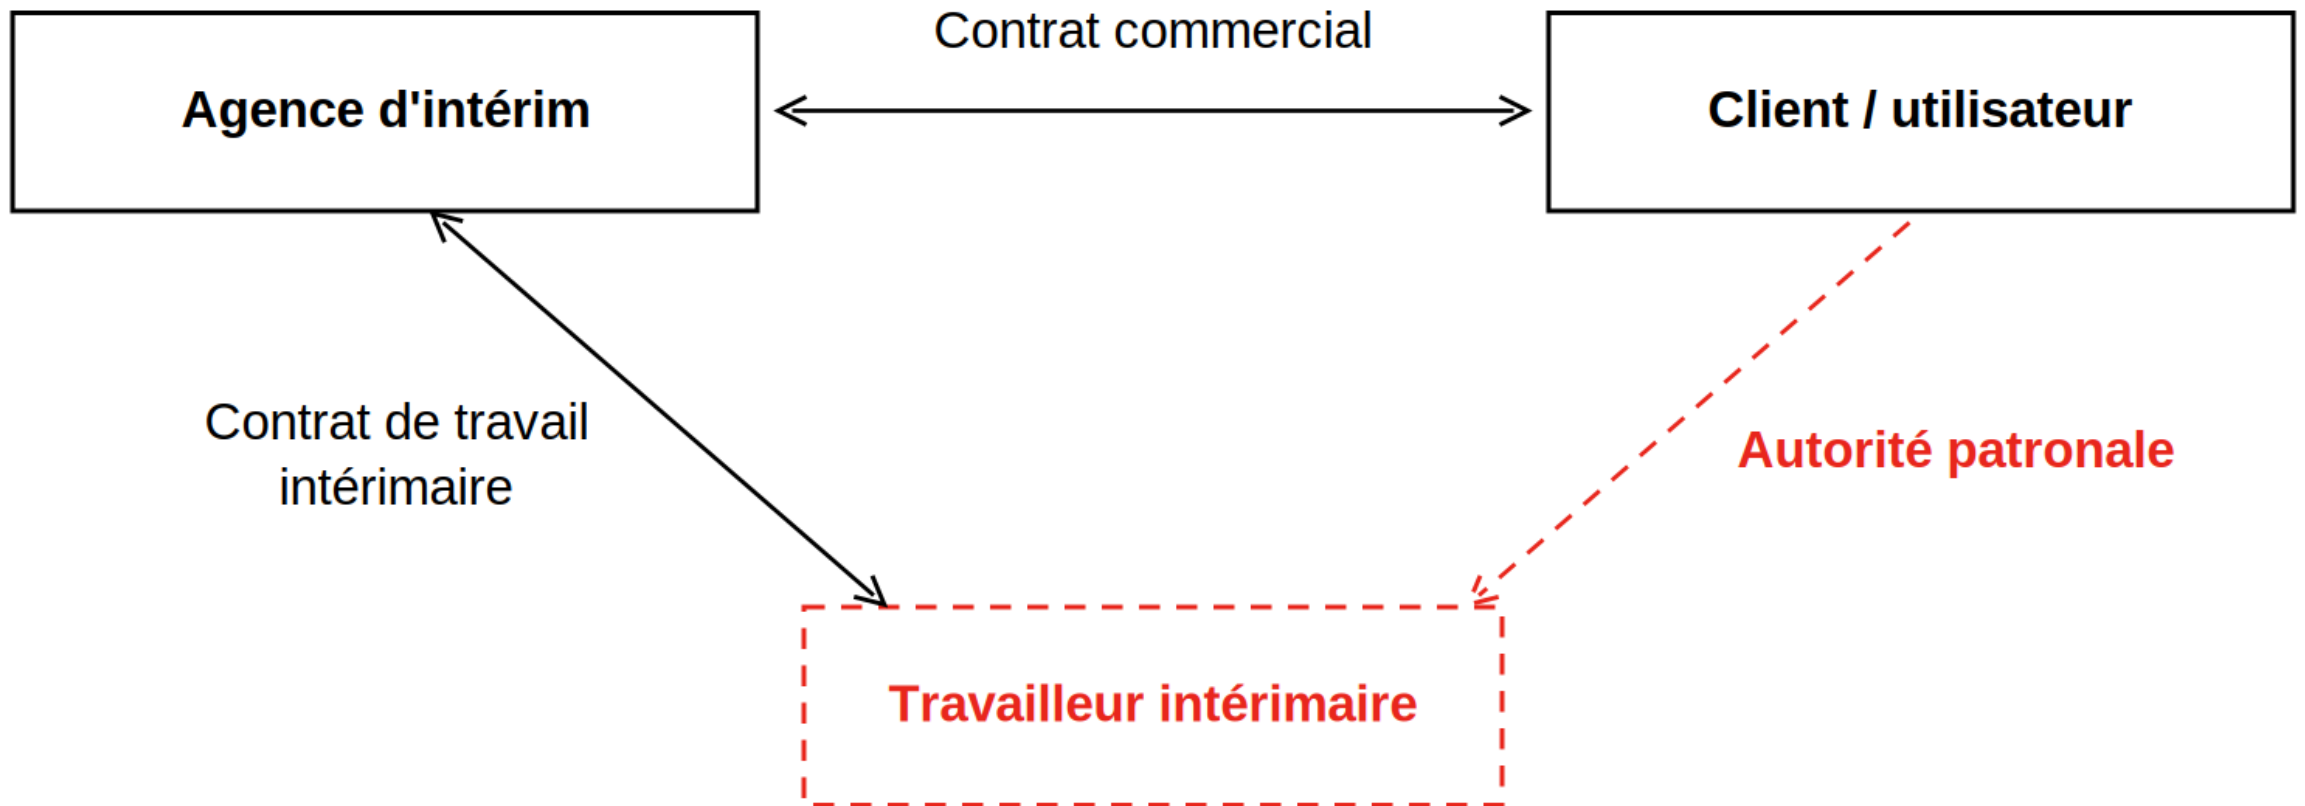 Contrat commercial
Agence d'intérim
Client / utilisateur
Contrat de travail
intérimaire
Autorité patronale
Travailleur intérimaire